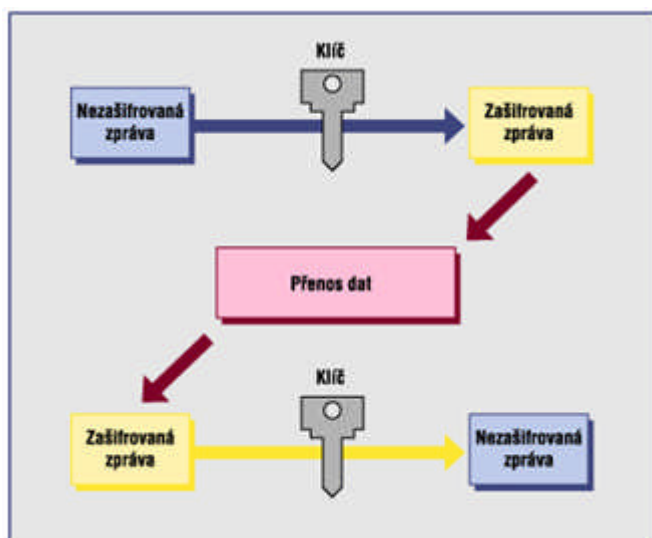 Klíč
Nezašifrovaná
zpráva
Zašifrovaná
zpráva
Přenos dat
Klíč
Zašifrovaná
zpráva
Nezašifrovaná
zpráva